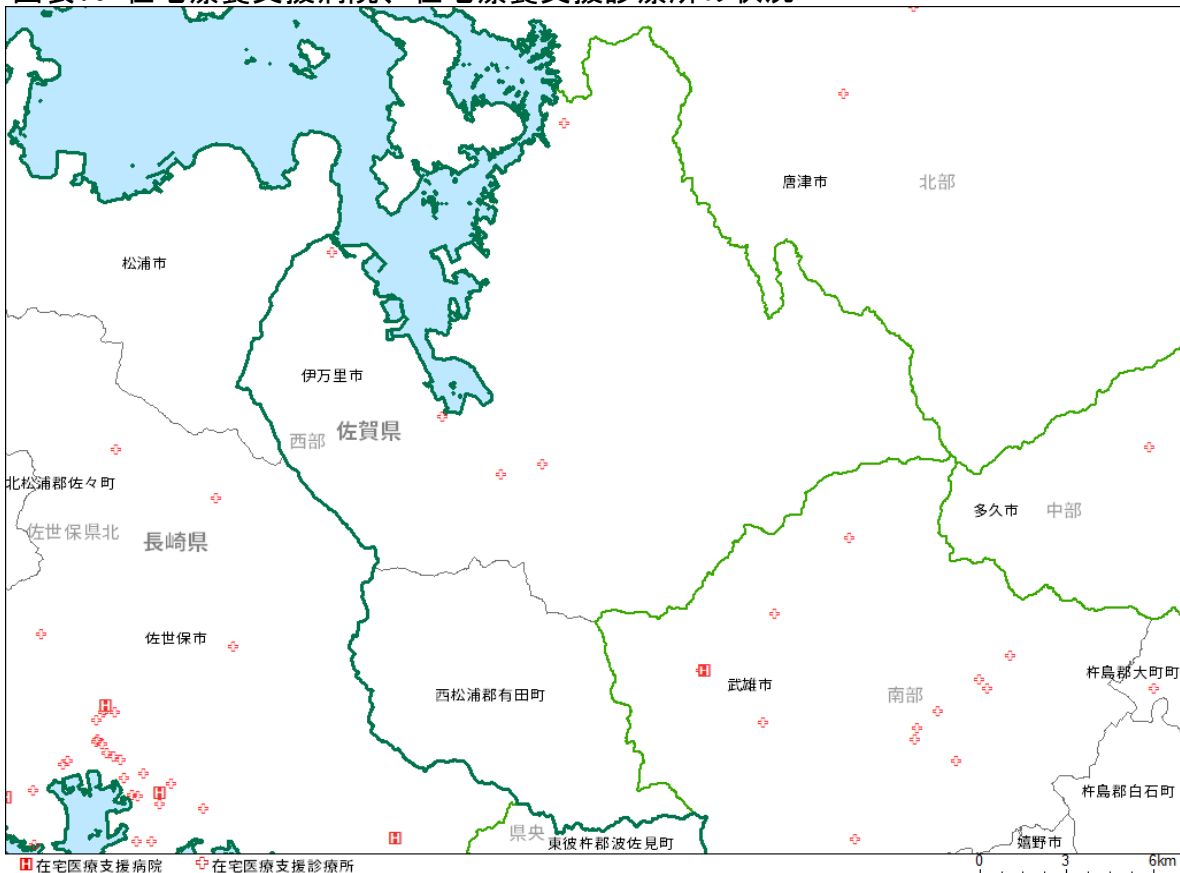 唐津市
北部
松浦市
伊万里市
西部
佐賀県
北松浦郡佐々町
多久市
中部
佐世保県北
長崎県
佐世保市
杵島郡大町町
武雄市
南部
西松浦郡有田町
杵島郡白石町
県央
東彼杵郡波佐見町
嬉野市
H在宅医療支援病院 在宅医療支援診療所
0 3 6km